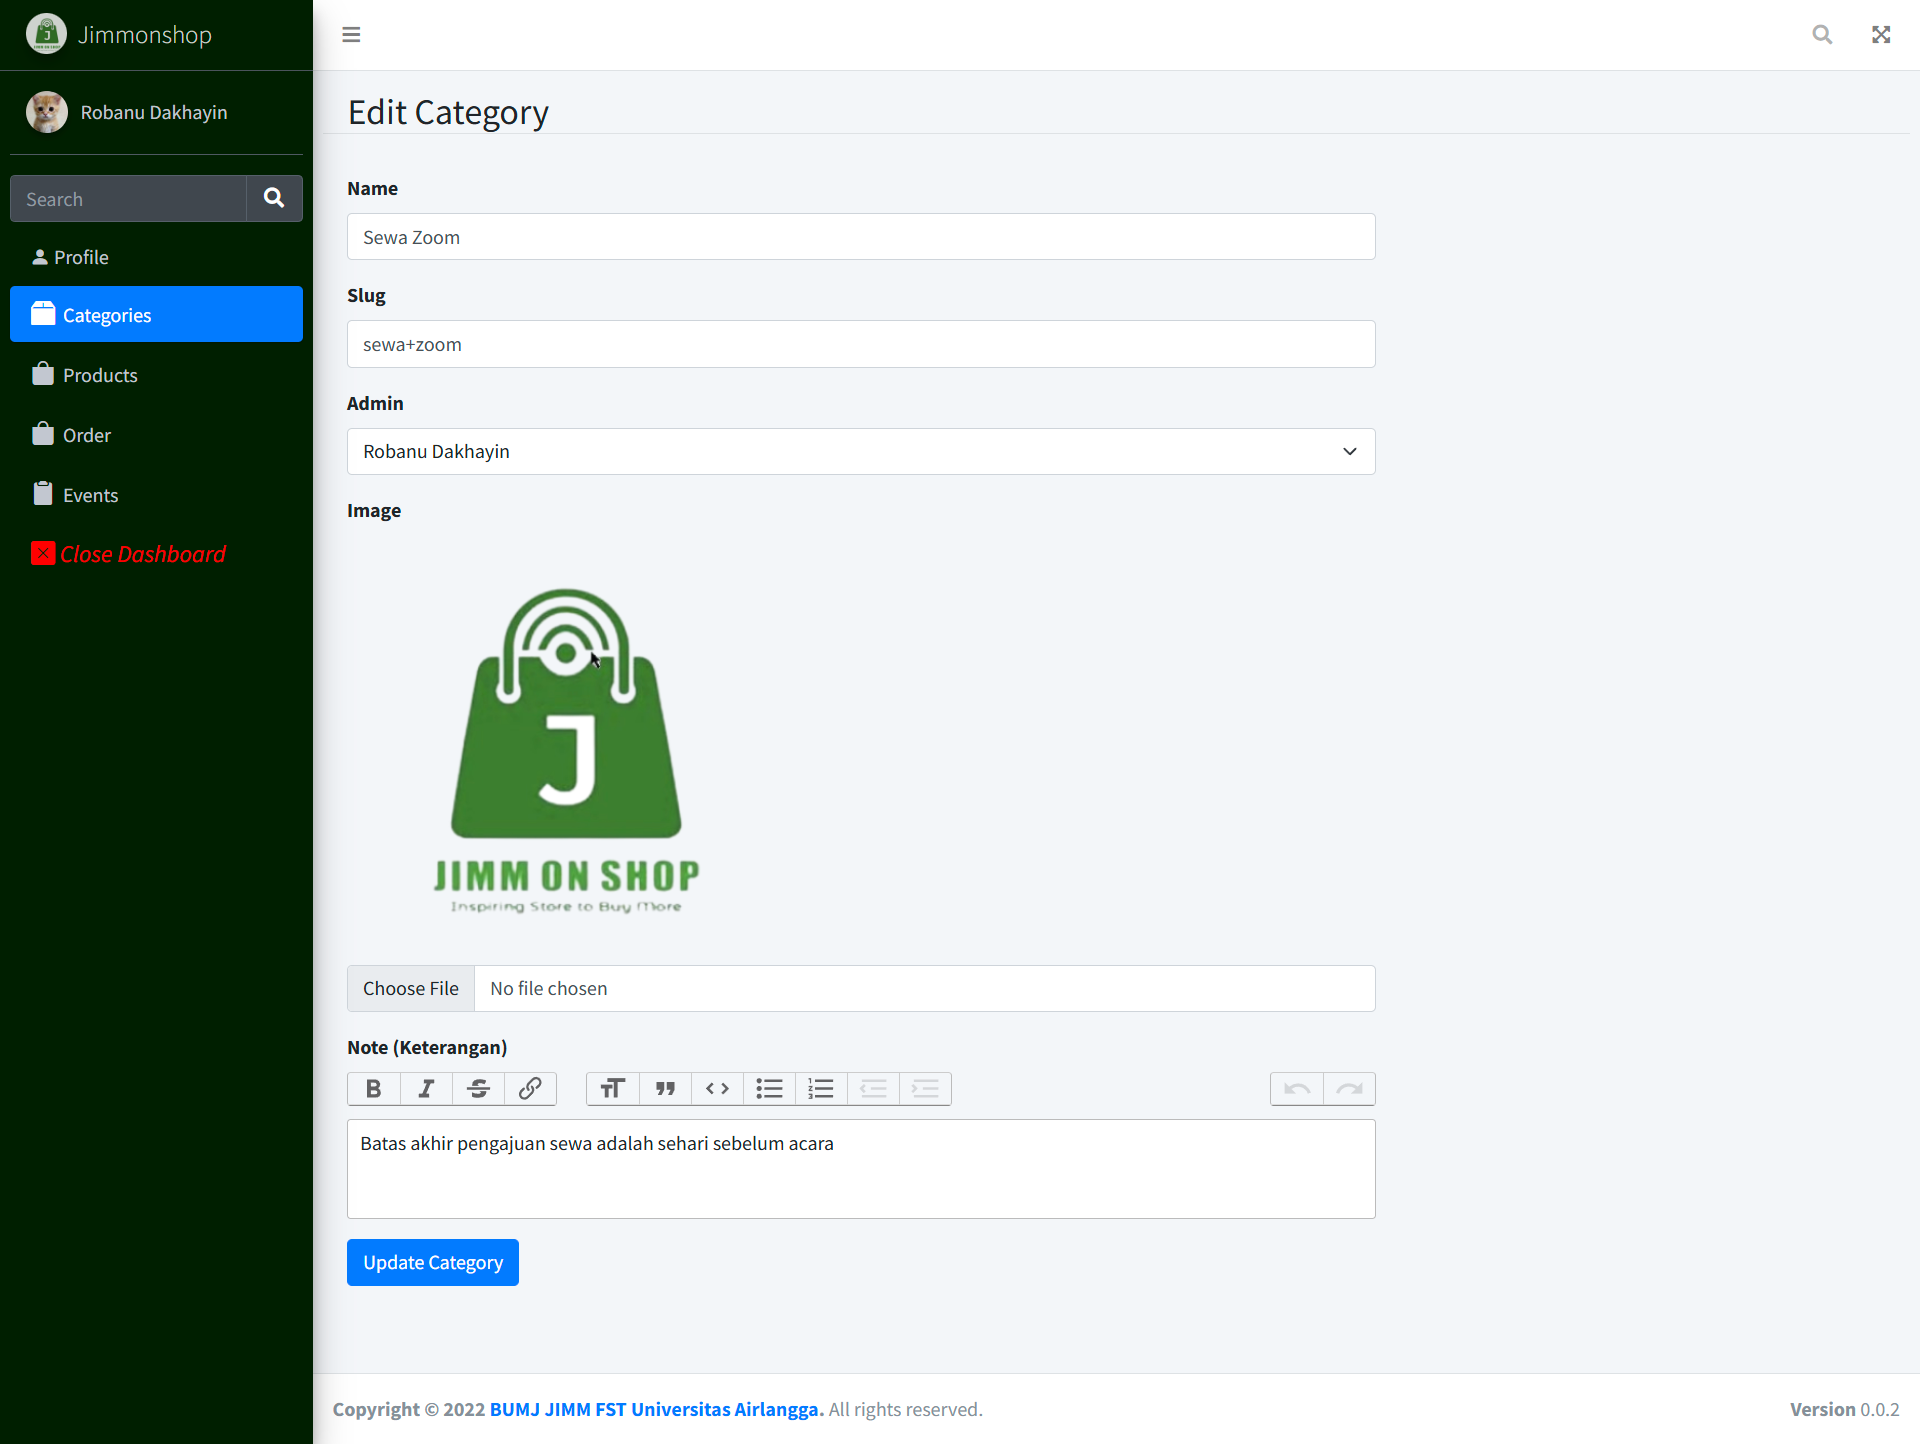 Jimmonshop
Robanu Dakhayin
Search
Profile
Categories
Products
Order
Events
Close Dashboard
Edit Category
Name
Sewa Zoom
Slug
sewa+zoom
Admin
Robanu Dakhayin
Image
J
JIMM ON SHOP
Inspiring Store to Buy More
Choose File No file chosen
Note (Keterangan)
Batas akhir pengajuan sewa adalah sehari sebelum acara
Update Category
Copyright © 2022 BUMJ JIMM FST Universitas Airlangga. All rights reserved.
Version 0.0.2